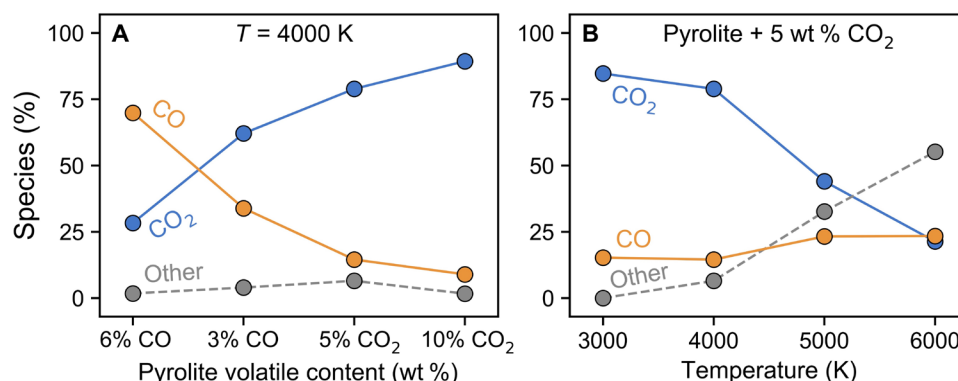 A
T = 4000 K
Species (%)
100
75
50
25
0
CO
CO₂
Other
6% CO
3% CO
5% CO₂
10% CO₂
Pyrolite volatile content (wt %)
B
Pyrolite + 5 wt % CO₂
100
75
50
25
0
CO₂
CO
Other
3000
4000
5000
6000
Temperature (K)